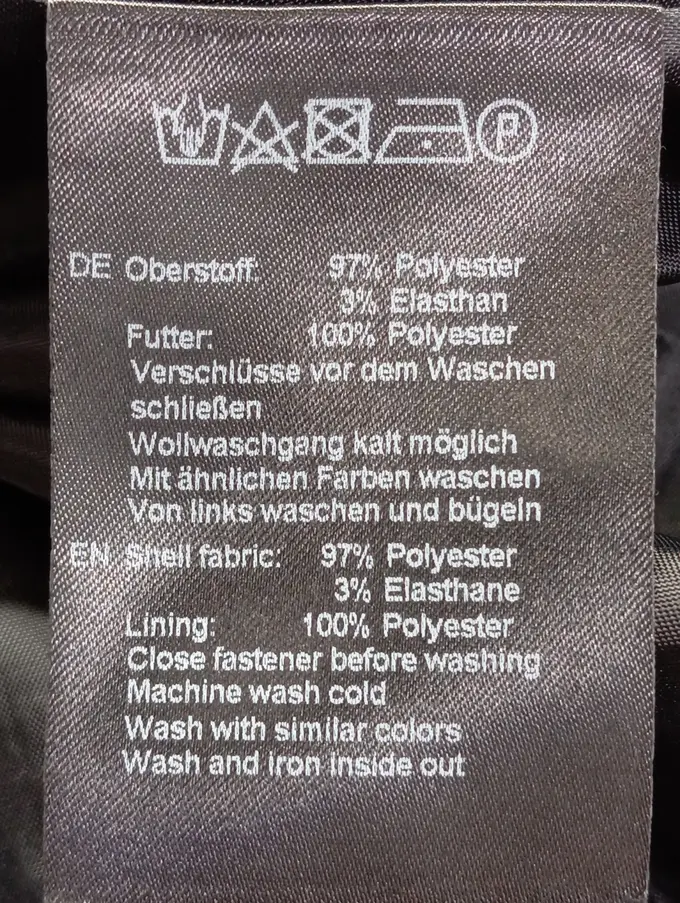 P
DE Oberstoff: 97% Polyester
3% Elasthan
Futter: 100% Polyester
Verschlüsse vor dem Waschen
schließen
Wollwaschgang kalt möglich
Mit ähnlichen Farben waschen
Von links waschen und bügeln
EN Shell fabric: 97% Polyester
3% Elasthane
Lining: 100% Polyester
Close fastener before washing
Machine wash cold
Wash with similar colors
Wash and iron inside out